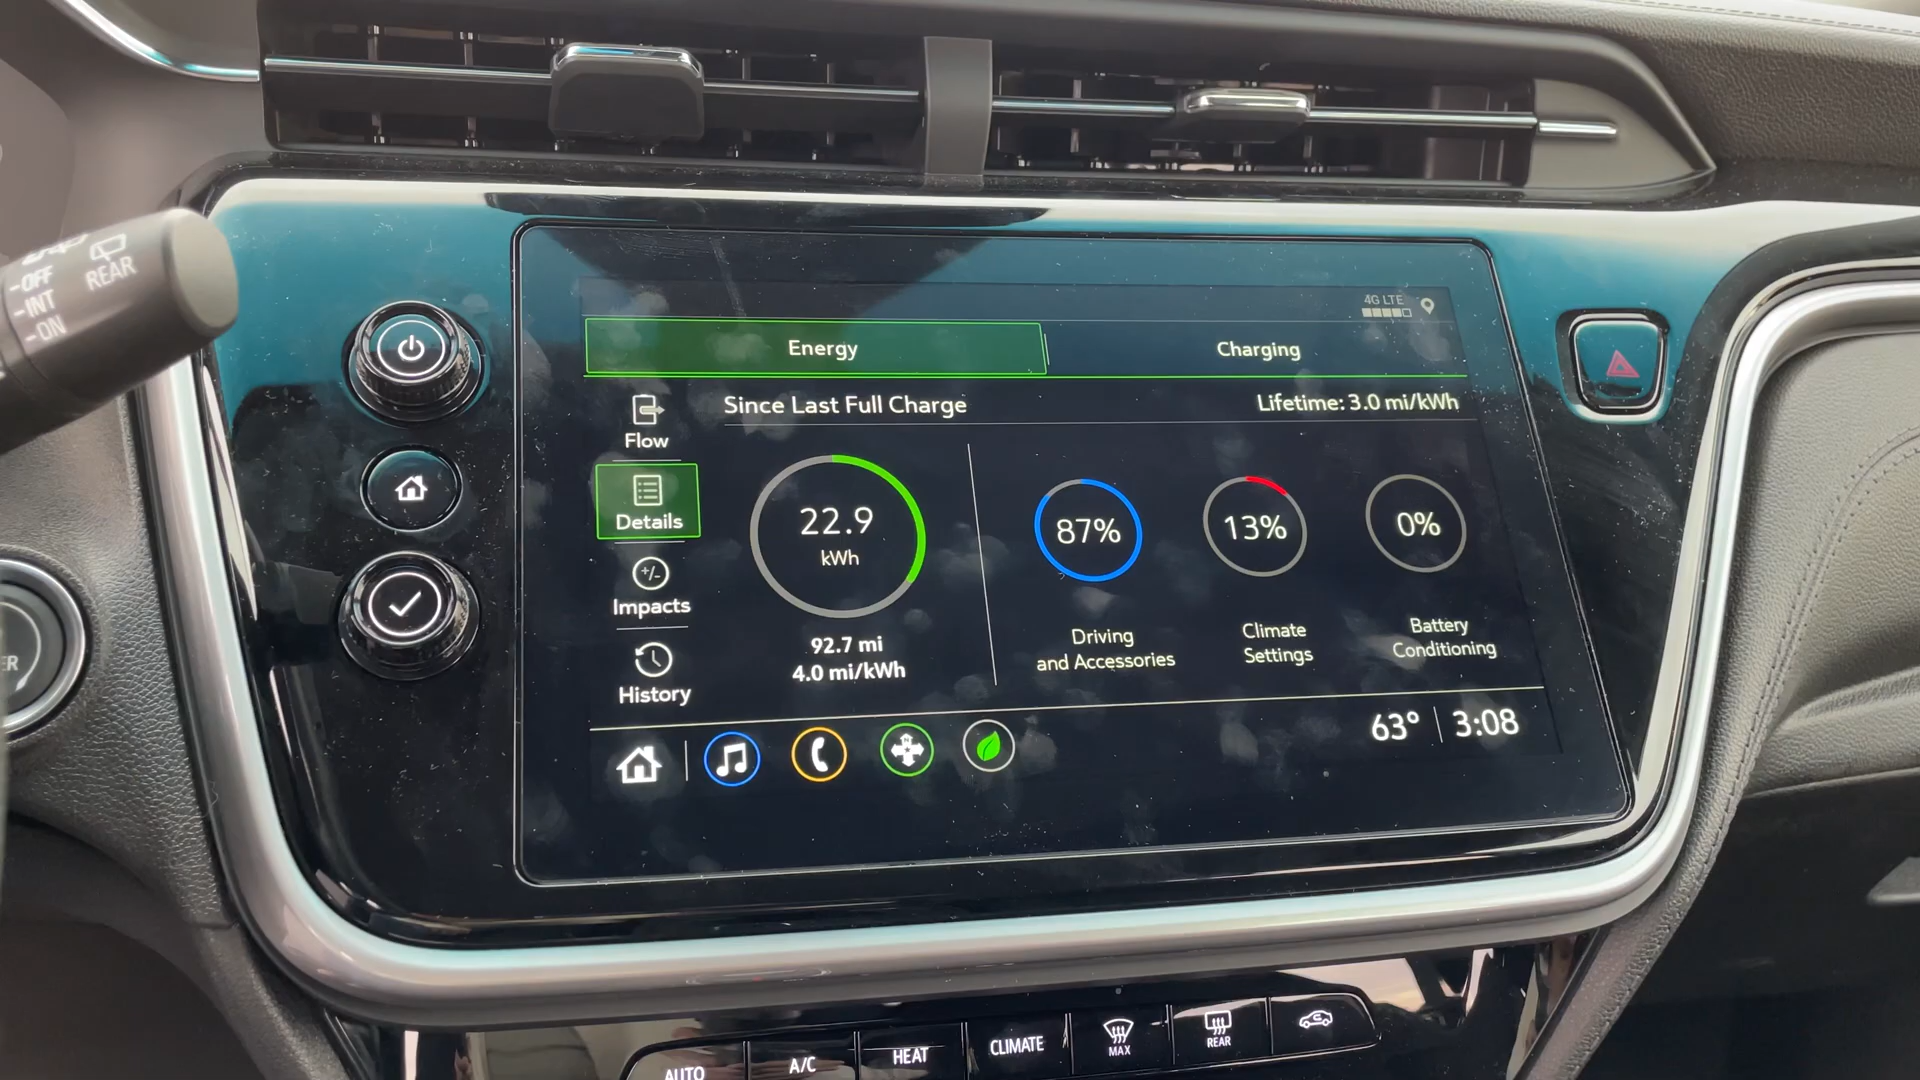 OFF
INT
ON
REAR
4G LTE
Energy
Charging
Since Last Full Charge
Lifetime: 3.0 mi/kWh
Flow
Details
Impacts
History
22.9
kWh
92.7 mi
4.0 mi/kWh
87%
Driving
and Accessories
13%
Climate
Settings
0%
Battery
Conditioning
63° 3:08
AUTO
A/C
HEAT
CLIMATE
MAX
REAR